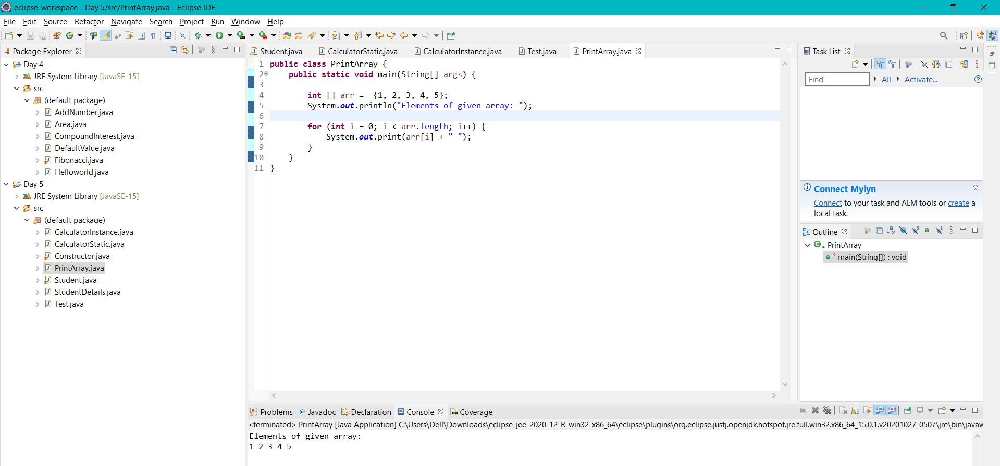 eclipse-workspace - Day 5/src/PrintArray.java - Eclipse IDE
File Edit Source Refactor Navigate Search Project Run Window Help
Package Explorer
Day 4
JRE System Library [JavaSE-15]
src
(default package)
AddNumber.java
Area.java
CompoundInterest.java
DefaultValue.java
Fibonacci.java
Helloworld.java
Day 5
JRE System Library [JavaSE-15]
src
(default package)
CalculatorInstance.java
CalculatorStatic.java
Constructor.java
PrintArray.java
Student.java
StudentDetails.java
Test.java
Student.java CalculatorStatic.java CalculatorInstance.java Test.java PrintArray.java
1 public class PrintArray {
2 public static void main(String[] args) {
3
4 int [] arr =  {1, 2, 3, 4, 5};
5 System.out.println("Elements of given array: ");
6
7 for (int i = 0; i < arr.length; i++) {
8 System.out.print(arr[i] + " ");
9 }
10 }
11 }
Task List
Find All Activate...
Connect Mylyn
Connect to your task and ALM tools or create a
local task.
Outline
PrintArray
main(String[]) : void
Problems Javadoc Declaration Console Coverage
<terminated> PrintArray [Java Application] C:\Users\Dell\Downloads\eclipse-jee-2020-12-R-win32-x86_64\eclipse\plugins\org.eclipse.justj.openjdk.hotspot.jre.full.win32.x86_64_15.0.1.v20201027-0507\jre\bin\javaw
Elements of given array:
1 2 3 4 5